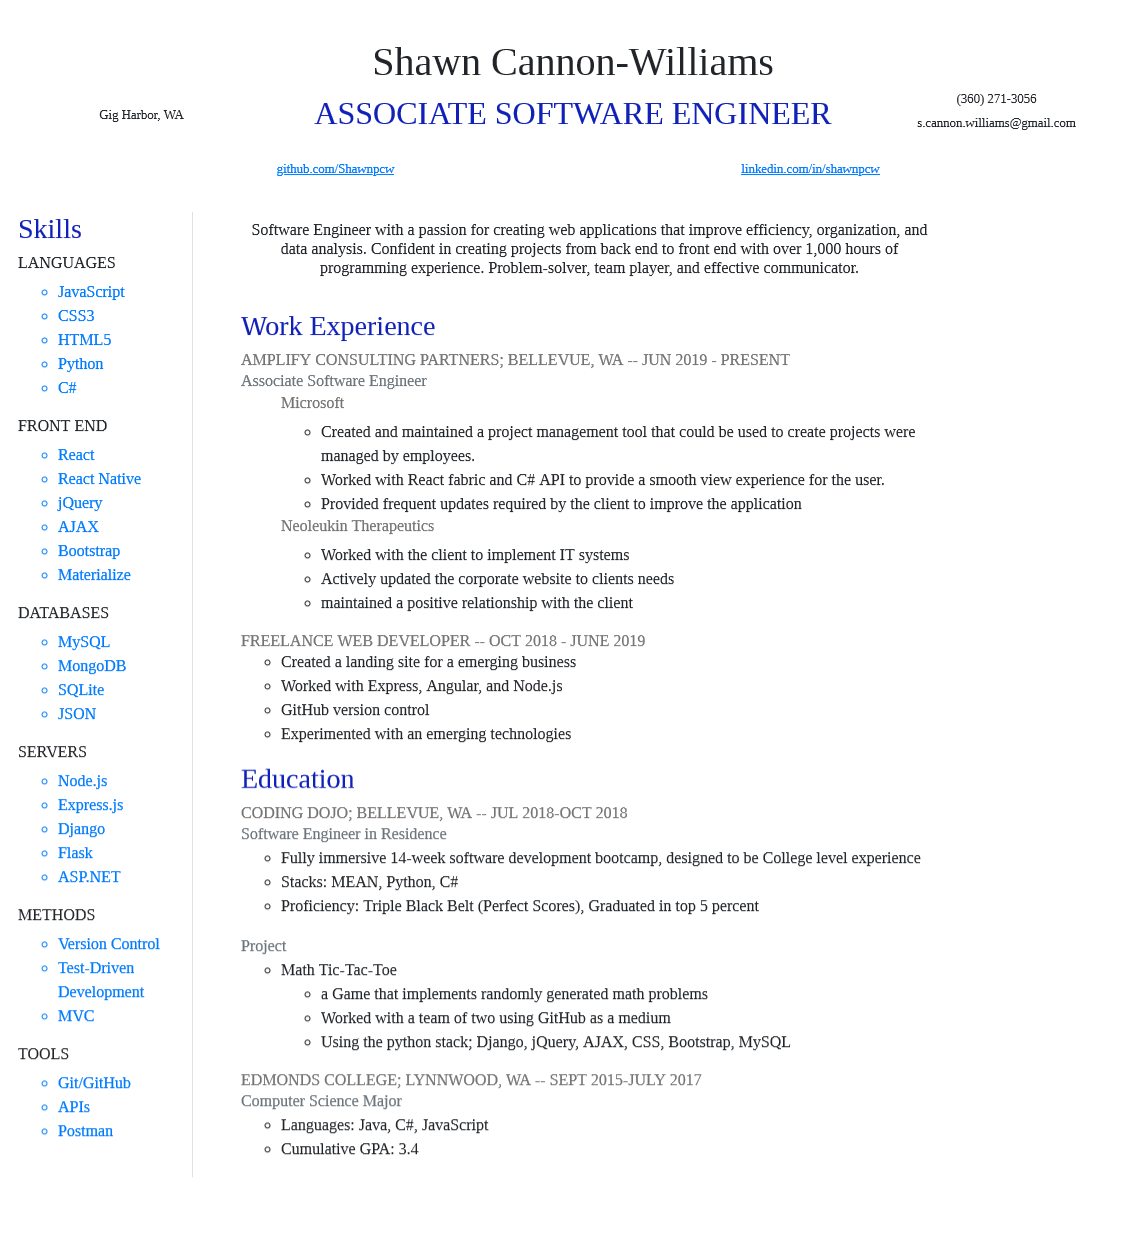 Shawn Cannon-Williams
ASSOCIATE SOFTWARE ENGINEER
Gig Harbor, WA
(360) 271-3056
s.cannon.williams@gmail.com
github.com/Shawnpcw
linkedin.com/in/shawnpcw
Skills
LANGUAGES
JavaScript
CSS3
HTML5
Python
C#
FRONT END
React
React Native
jQuery
AJAX
Bootstrap
Materialize
DATABASES
MySQL
MongoDB
SQLite
JSON
SERVERS
Node.js
Express.js
Django
Flask
ASP.NET
METHODS
Version Control
Test-Driven
Development
MVC
TOOLS
Git/GitHub
APIs
Postman
Software Engineer with a passion for creating web applications that improve efficiency, organization, and
data analysis. Confident in creating projects from back end to front end with over 1,000 hours of
programming experience. Problem-solver, team player, and effective communicator.
Work Experience
AMPLIFY CONSULTING PARTNERS; BELLEVUE, WA -- JUN 2019 - PRESENT
Associate Software Engineer
Microsoft
Created and maintained a project management tool that could be used to create projects were
managed by employees.
Worked with React fabric and C# API to provide a smooth view experience for the user.
Provided frequent updates required by the client to improve the application
Neoleukin Therapeutics
Worked with the client to implement IT systems
Actively updated the corporate website to clients needs
maintained a positive relationship with the client
FREELANCE WEB DEVELOPER -- OCT 2018 - JUNE 2019
Created a landing site for a emerging business
Worked with Express, Angular, and Node.js
GitHub version control
Experimented with an emerging technologies
Education
CODING DOJO; BELLEVUE, WA -- JUL 2018-OCT 2018
Software Engineer in Residence
Fully immersive 14-week software development bootcamp, designed to be College level experience
Stacks: MEAN, Python, C#
Proficiency: Triple Black Belt (Perfect Scores), Graduated in top 5 percent
Project
Math Tic-Tac-Toe
a Game that implements randomly generated math problems
Worked with a team of two using GitHub as a medium
Using the python stack; Django, jQuery, AJAX, CSS, Bootstrap, MySQL
EDMONDS COLLEGE; LYNNWOOD, WA -- SEPT 2015-JULY 2017
Computer Science Major
Languages: Java, C#, JavaScript
Cumulative GPA: 3.4